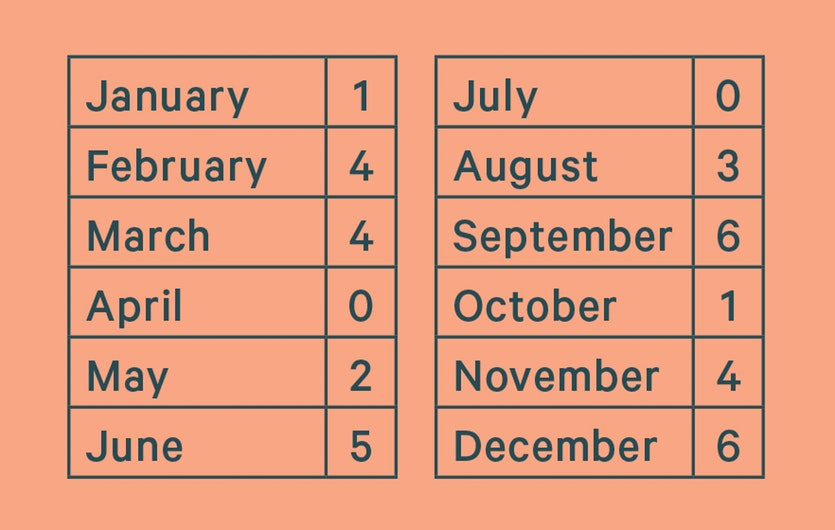 January 1
February 4
March 4
April 0
May 2
June 5
July 0
August 3
September 6
October 1
November 4
December 6